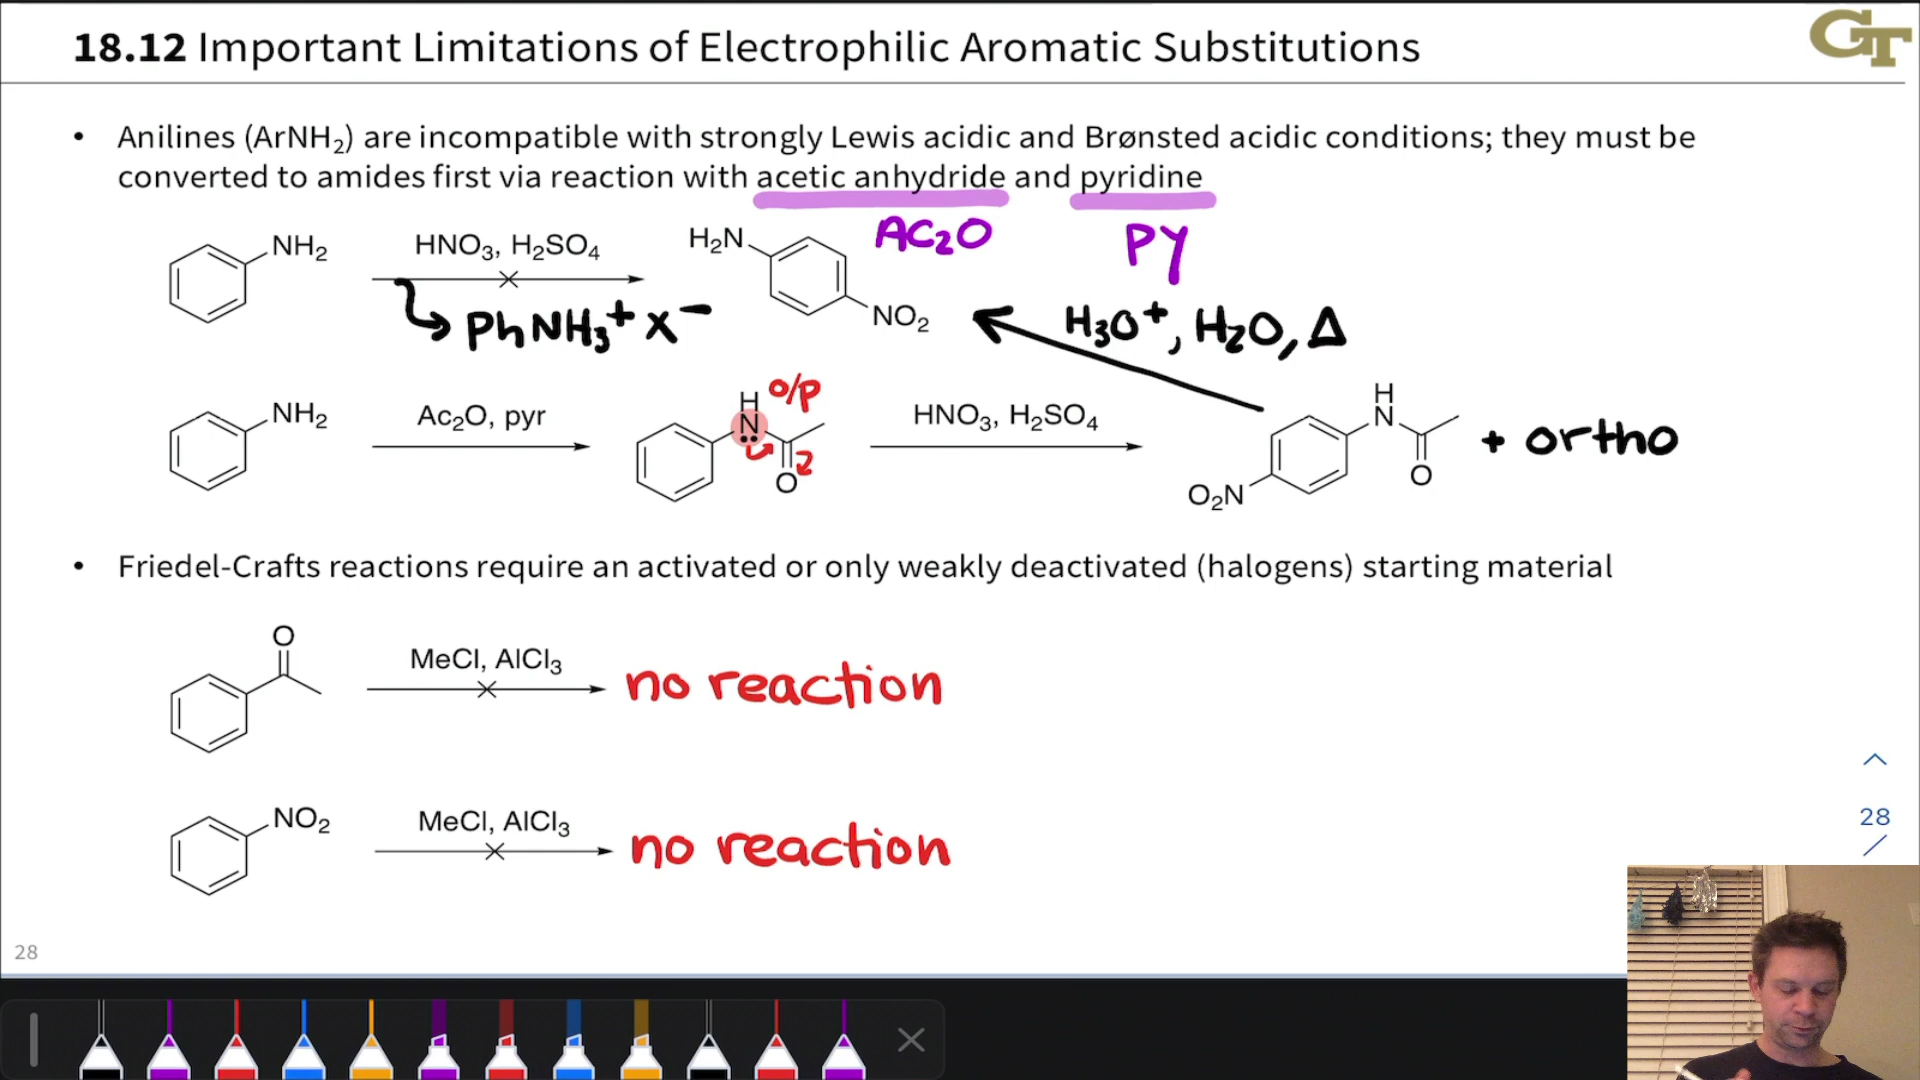 18.12 Important Limitations of Electrophilic Aromatic Substitutions
GT
• Anilines (ArNH₂) are incompatible with strongly Lewis acidic and Brønsted acidic conditions; they must be
converted to amides first via reaction with acetic anhydride and pyridine
AC₂O
PY
NH₂
HNO₃, H₂SO₄
H₂N
NO₂
PhNH₃⁺ X⁻
H₃O⁺, H₂O, Δ
NH₂
Ac₂O, pyr
H
N
O
o/p
HNO₃, H₂SO₄
H
N
O
O₂N
+ ortho
• Friedel-Crafts reactions require an activated or only weakly deactivated (halogens) starting material
O
MeCl, AlCl₃
no reaction
NO₂
MeCl, AlCl₃
no reaction
28
/
28